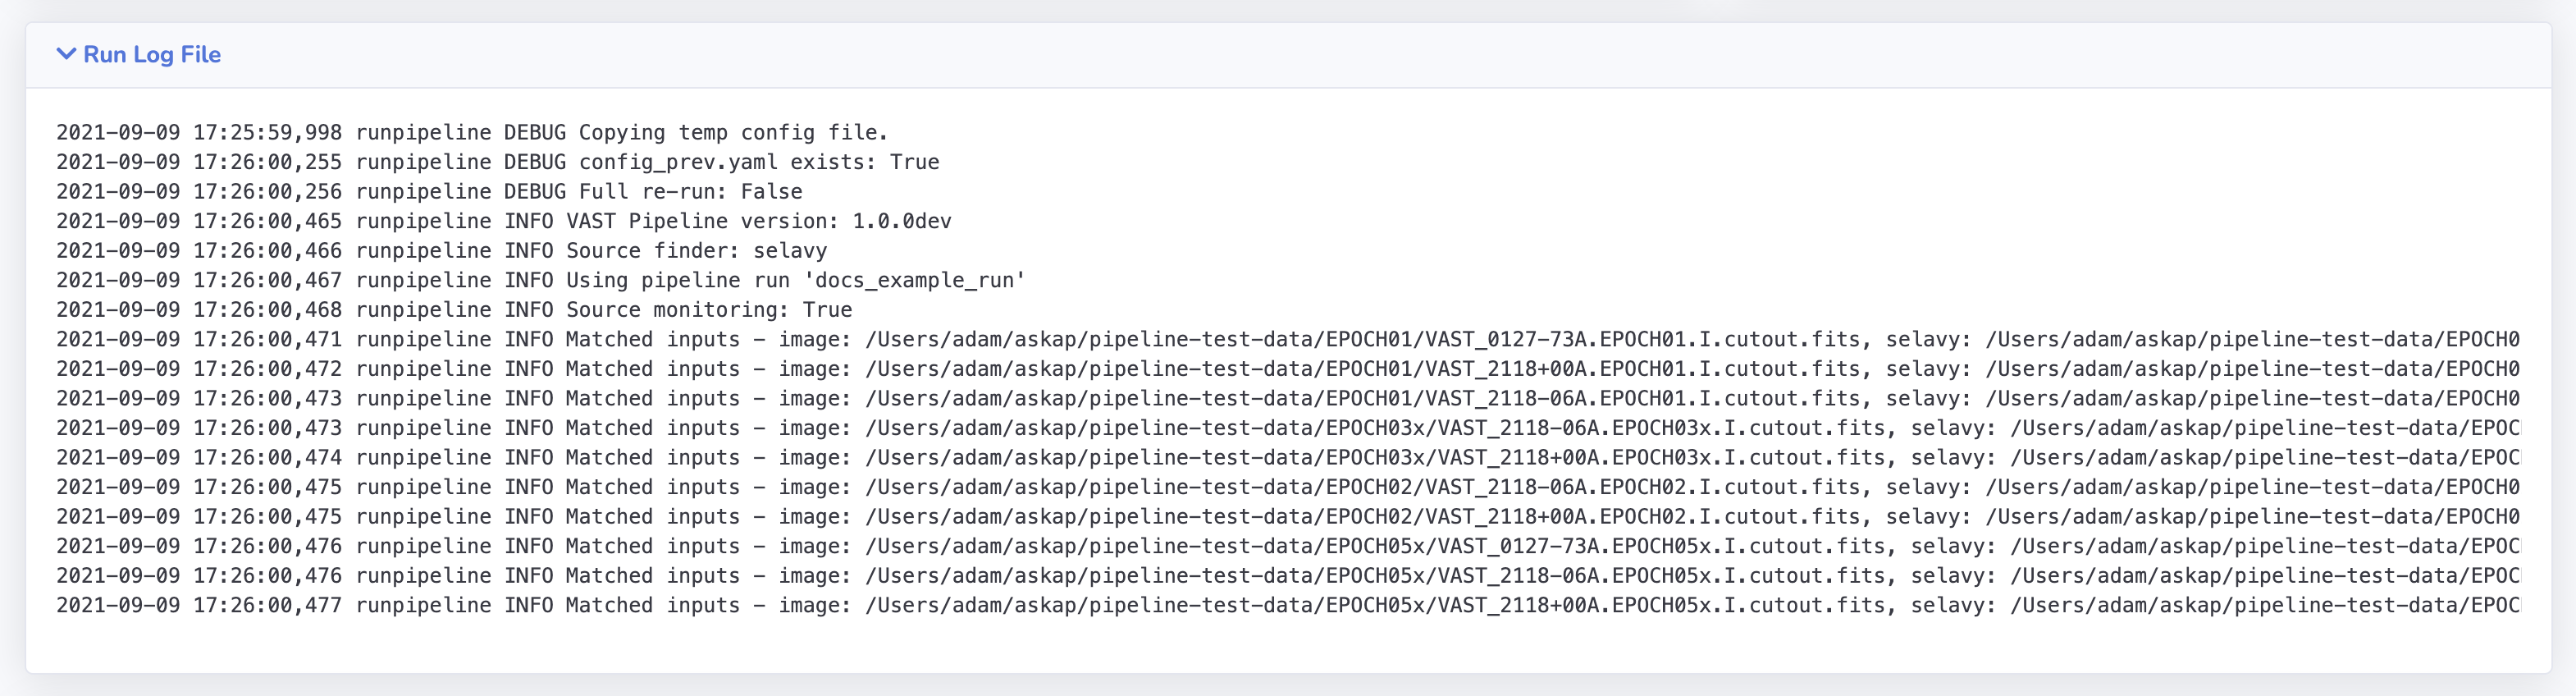 Run Log File
2021-09-09 17:25:59,998 runpipeline DEBUG Copying temp config file.
2021-09-09 17:26:00,255 runpipeline DEBUG config_prev.yaml exists: True
2021-09-09 17:26:00,256 runpipeline DEBUG Full re-run: False
2021-09-09 17:26:00,465 runpipeline INFO VAST Pipeline version: 1.0.0dev
2021-09-09 17:26:00,466 runpipeline INFO Source finder: selavy
2021-09-09 17:26:00,467 runpipeline INFO Using pipeline run 'docs_example_run'
2021-09-09 17:26:00,468 runpipeline INFO Source monitoring: True
2021-09-09 17:26:00,471 runpipeline INFO Matched inputs - image: /Users/adam/askap/pipeline-test-data/EPOCH01/VAST_0127-73A.EPOCH01.I.cutout.fits, selavy: /Users/adam/askap/pipeline-test-data/EPOCH0
2021-09-09 17:26:00,472 runpipeline INFO Matched inputs - image: /Users/adam/askap/pipeline-test-data/EPOCH01/VAST_2118+00A.EPOCH01.I.cutout.fits, selavy: /Users/adam/askap/pipeline-test-data/EPOCH0
2021-09-09 17:26:00,473 runpipeline INFO Matched inputs - image: /Users/adam/askap/pipeline-test-data/EPOCH01/VAST_2118-06A.EPOCH01.I.cutout.fits, selavy: /Users/adam/askap/pipeline-test-data/EPOCH0
2021-09-09 17:26:00,473 runpipeline INFO Matched inputs - image: /Users/adam/askap/pipeline-test-data/EPOCH03x/VAST_2118-06A.EPOCH03x.I.cutout.fits, selavy: /Users/adam/askap/pipeline-test-data/EPOC
2021-09-09 17:26:00,474 runpipeline INFO Matched inputs - image: /Users/adam/askap/pipeline-test-data/EPOCH03x/VAST_2118+00A.EPOCH03x.I.cutout.fits, selavy: /Users/adam/askap/pipeline-test-data/EPOC
2021-09-09 17:26:00,475 runpipeline INFO Matched inputs - image: /Users/adam/askap/pipeline-test-data/EPOCH02/VAST_2118-06A.EPOCH02.I.cutout.fits, selavy: /Users/adam/askap/pipeline-test-data/EPOCH0
2021-09-09 17:26:00,475 runpipeline INFO Matched inputs - image: /Users/adam/askap/pipeline-test-data/EPOCH02/VAST_2118+00A.EPOCH02.I.cutout.fits, selavy: /Users/adam/askap/pipeline-test-data/EPOCH0
2021-09-09 17:26:00,476 runpipeline INFO Matched inputs - image: /Users/adam/askap/pipeline-test-data/EPOCH05x/VAST_0127-73A.EPOCH05x.I.cutout.fits, selavy: /Users/adam/askap/pipeline-test-data/EPOC
2021-09-09 17:26:00,476 runpipeline INFO Matched inputs - image: /Users/adam/askap/pipeline-test-data/EPOCH05x/VAST_2118-06A.EPOCH05x.I.cutout.fits, selavy: /Users/adam/askap/pipeline-test-data/EPOC
2021-09-09 17:26:00,477 runpipeline INFO Matched inputs - image: /Users/adam/askap/pipeline-test-data/EPOCH05x/VAST_2118+00A.EPOCH05x.I.cutout.fits, selavy: /Users/adam/askap/pipeline-test-data/EPOC